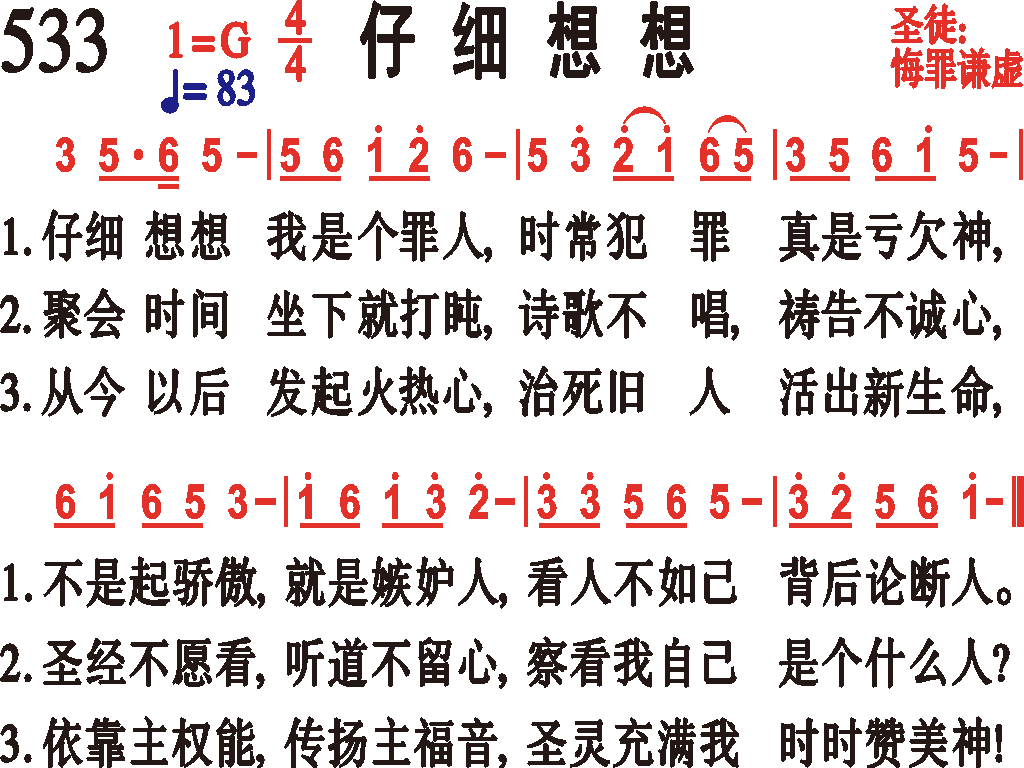 533 1=G 4/4 仔细想想 圣徒:
♩=83 悔罪谦虚
3 5·6 5 –|5 6 i̇ 2̇ 6 –|5 3̇ 2̇ i̇ 6 5|3 5 6 i̇ 5 –|
1.仔细 想想 我是个罪人, 时常犯 罪 真是亏欠神,
2.聚会 时间 坐下就打盹, 诗歌不 唱, 祷告不诚心,
3.从今 以后 发起火热心, 治死旧 人 活出新生命,
6 i̇ 6 5 3 –|i̇ 6 i̇ 3̇ 2̇ –|3̇ 3̇ 5 6 5 –|3̇ 2̇ 5 6 i̇ –‖
1.不是起骄傲, 就是嫉妒人, 看人不如己 背后论断人。
2.圣经不愿看, 听道不留心, 察看我自己 是个什么人?
3.依靠主权能, 传扬主福音, 圣灵充满我 时时赞美神!